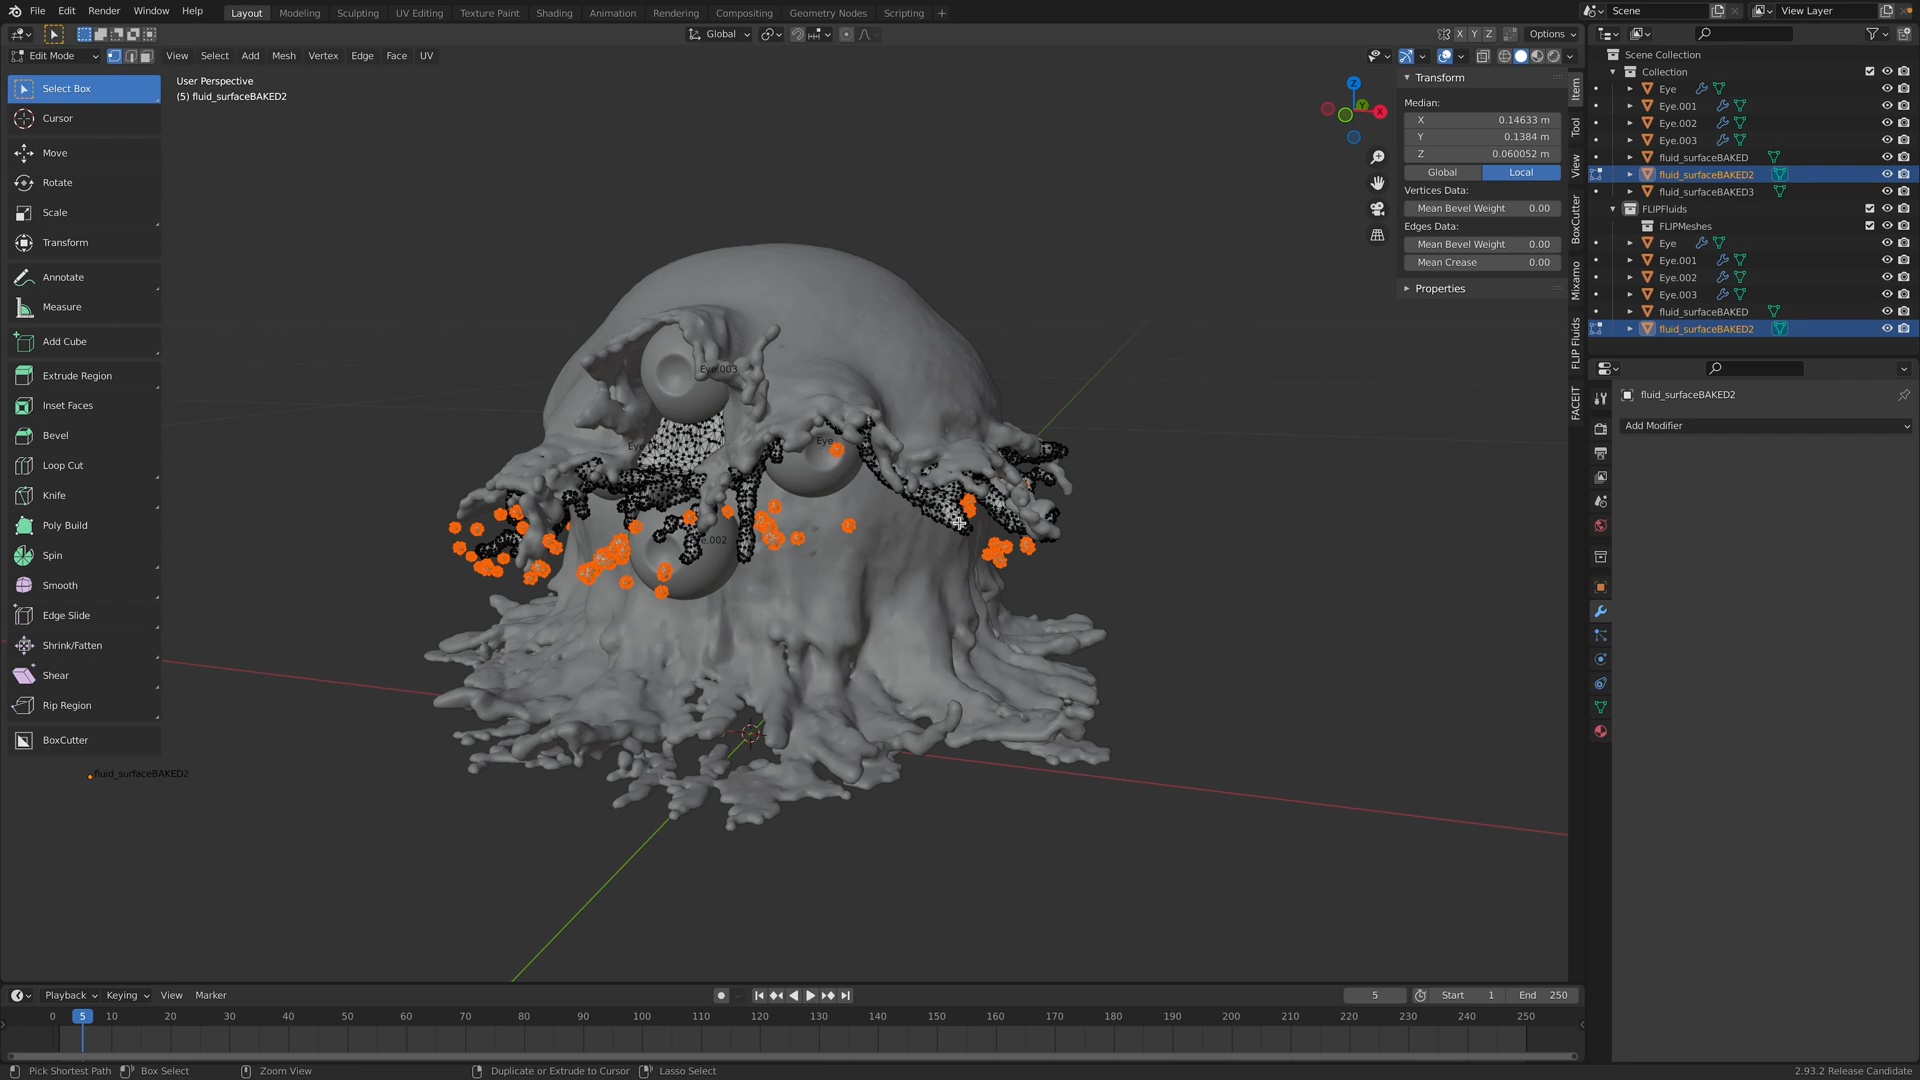 File Edit Render Window Help Layout Modeling Sculpting UV Editing Texture Paint Shading Animation Rendering Compositing Geometry Nodes Scripting + Scene View Layer
Global X Y Z Options
Edit Mode View Select Add Mesh Vertex Edge Face UV
Select Box
Cursor
Move
Rotate
Scale
Transform
Annotate
Measure
Add Cube
Extrude Region
Inset Faces
Bevel
Loop Cut
Knife
Poly Build
Spin
Smooth
Edge Slide
Shrink/Fatten
Shear
Rip Region
BoxCutter
User Perspective
(5) fluid_surfaceBAKED2
Eye.003
Eye
fluid_surfaceBAKED2
Z
Y
X
Transform
Median:
X 0.14633 m
Y 0.1384 m
Z 0.060052 m
Global Local
Vertices Data:
Mean Bevel Weight 0.00
Edges Data:
Mean Bevel Weight 0.00
Mean Crease 0.00
Properties
Item
Tool
View
BoxCutter
Mixamo
FLIP Fluids
FACEIT
Scene Collection
Collection
Eye
Eye.001
Eye.002
Eye.003
fluid_surfaceBAKED
fluid_surfaceBAKED2
fluid_surfaceBAKED3
FLIPFluids
FLIPMeshes
Eye
Eye.001
Eye.002
Eye.003
fluid_surfaceBAKED
fluid_surfaceBAKED2
fluid_surfaceBAKED2
Add Modifier
Playback Keying View Marker 5 Start 1 End 250
0 5 10 20 30 40 50 60 70 80 90 100 110 120 130 140 150 160 170 180 190 200 210 220 230 240 250
Pick Shortest Path Box Select Zoom View Duplicate or Extrude to Cursor Lasso Select 2.93.2 Release Candidate